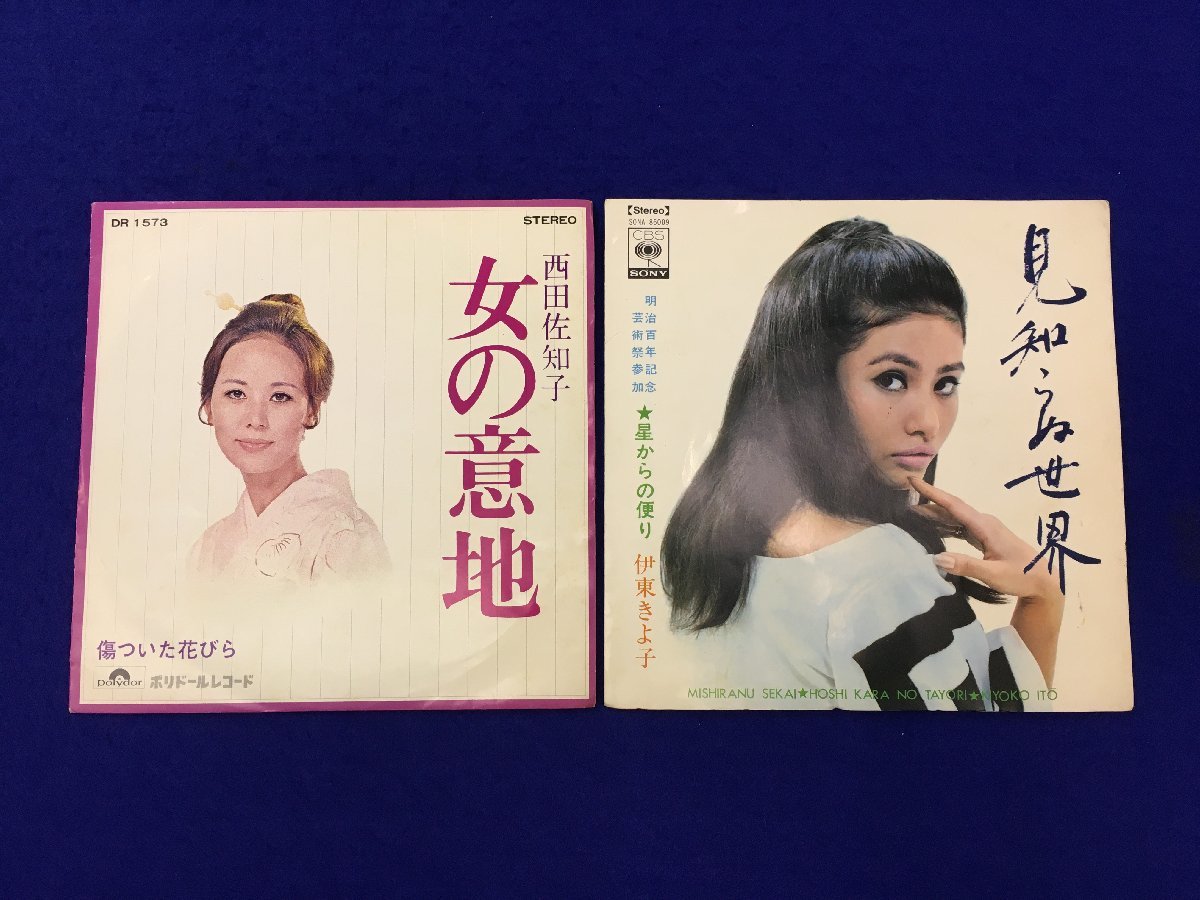 DR 1573
STEREO
西田佐知子
女の意地
傷ついた花びら
Polydor
ポリドールレコード
【Stereo】
SONA 86009
CBS
SONY
明治百年記念
芸術祭参加
★星からの便り
伊東きよ子
見知らぬ世界
MISHIRANU SEKAI★HOSHI KARA NO TAYORI★KIYOKO ITO